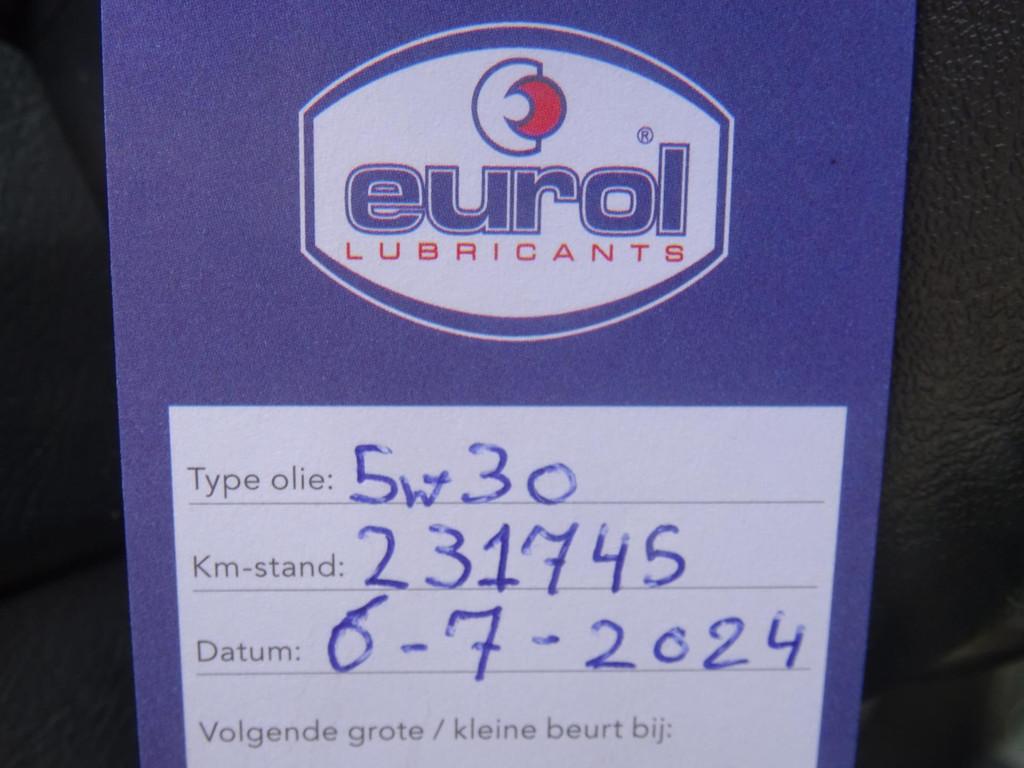 ®
eurol
LUBRICANTS
Type olie: 5w30
Km-stand: 231745
Datum: 6-7-2024
Volgende grote / kleine beurt bij: